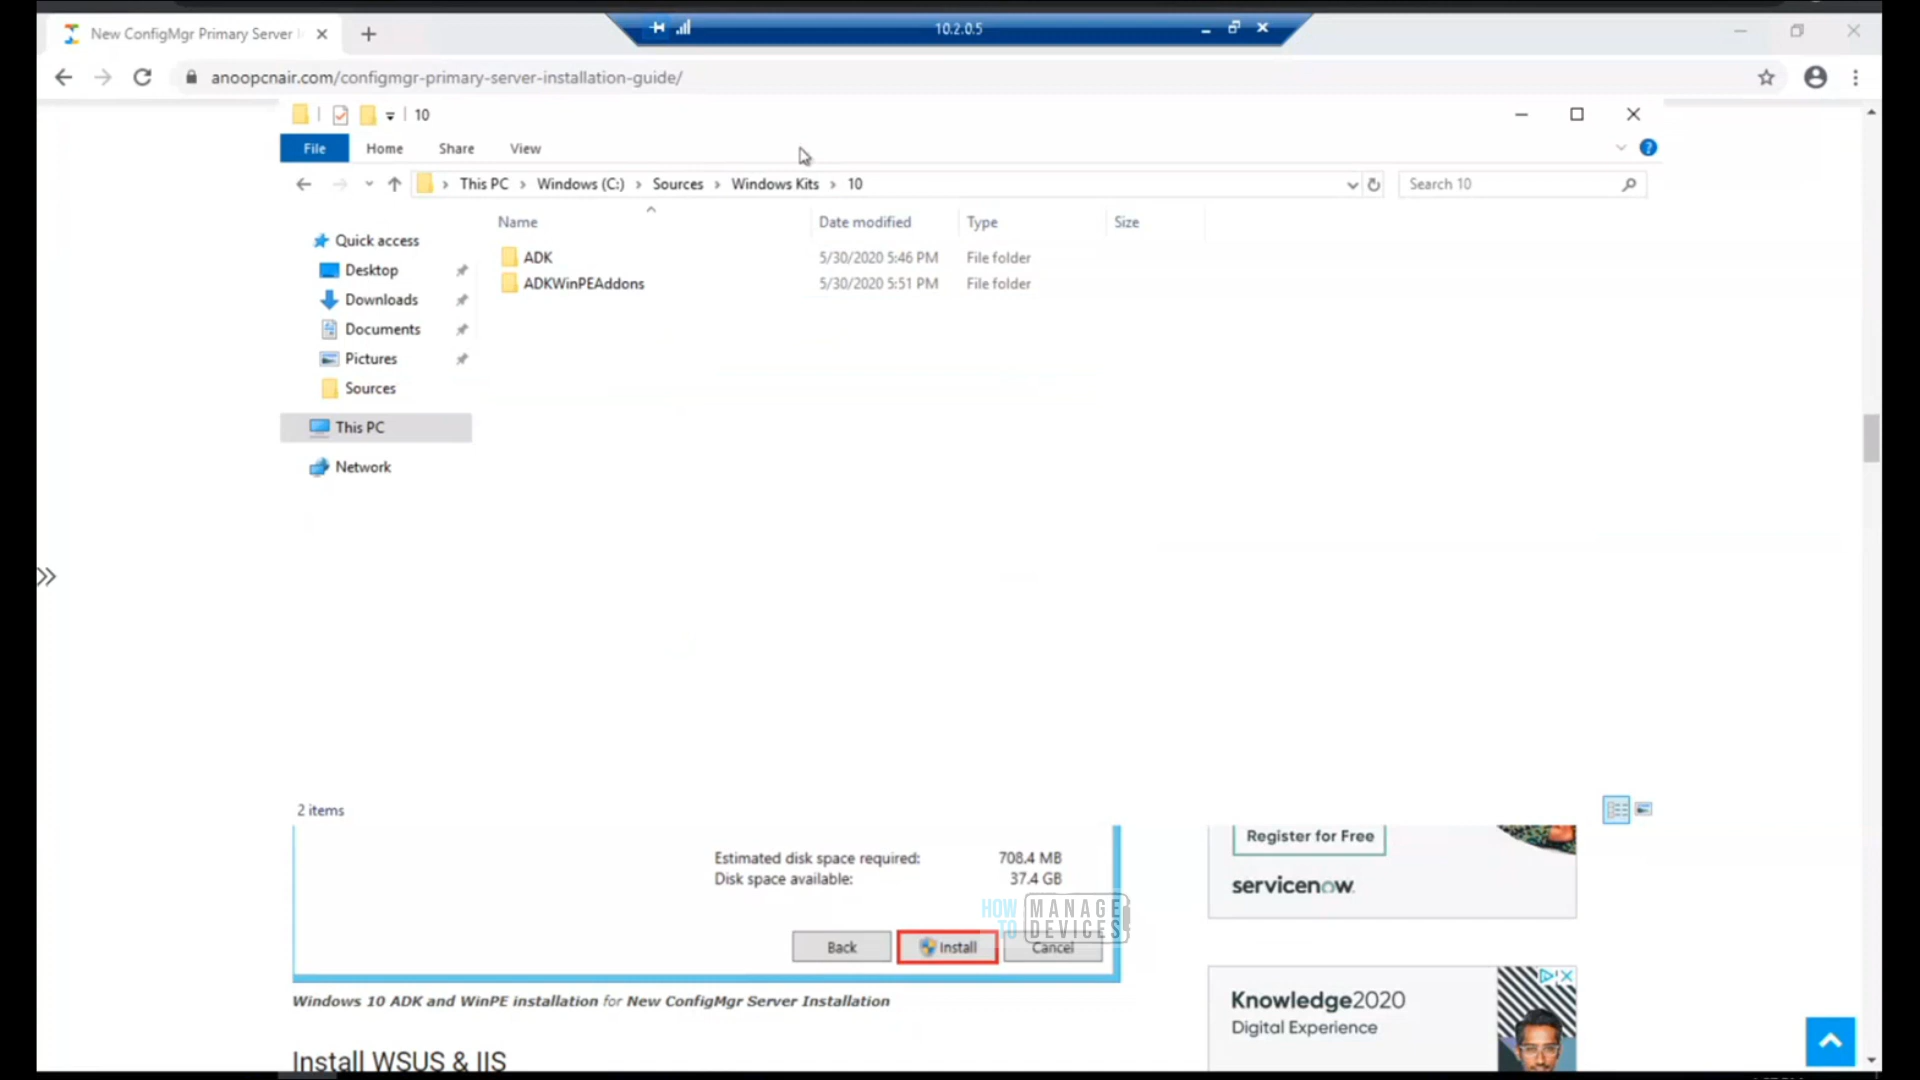 New ConfigMgr Primary Server
10.2.0.5
anoopcnair.com/configmgr-primary-server-installation-guide/
10
File Home Share View
This PC > Windows (C:) > Sources > Windows Kits > 10
Search 10
Name Date modified Type Size
Quick access
Desktop
Downloads
Documents
Pictures
Sources
This PC
Network
ADK 5/30/2020 5:46 PM File folder
ADKWinPEAddons 5/30/2020 5:51 PM File folder
2 items
Estimated disk space required: 708.4 MB
Disk space available: 37.4 GB
HOW TO MANAGE DEVICES
Back Install Cancel
Windows 10 ADK and WinPE installation for New ConfigMgr Server Installation
Install WSUS & IIS
Register for Free
servicenow.
Knowledge2020
Digital Experience